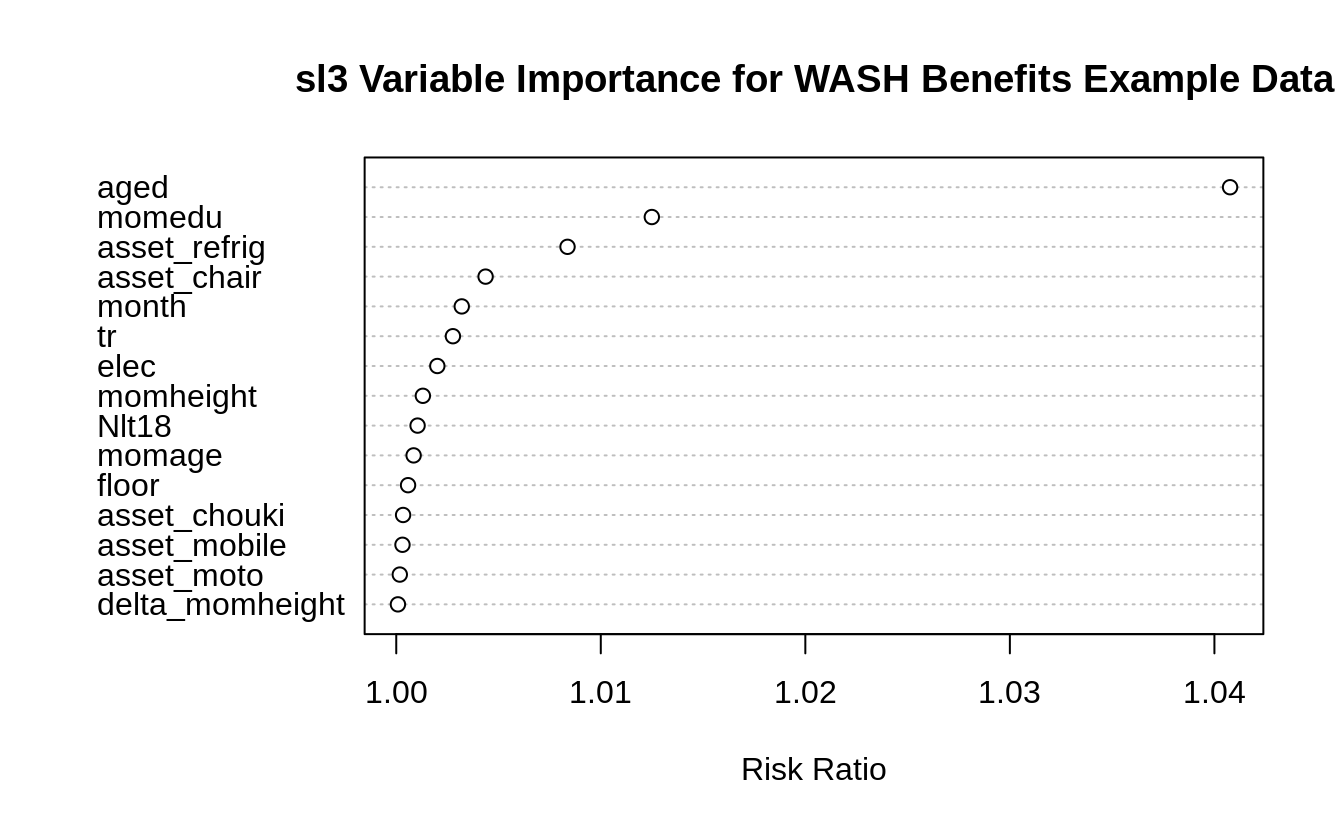 sl3 Variable Importance for WASH Benefits Example Data
aged
momedu
asset_refrig
asset_chair
month
tr
elec
momheight
Nlt18
momage
floor
asset_chouki
asset_mobile
asset_moto
delta_momheight
1.00 1.01 1.02 1.03 1.04
Risk Ratio